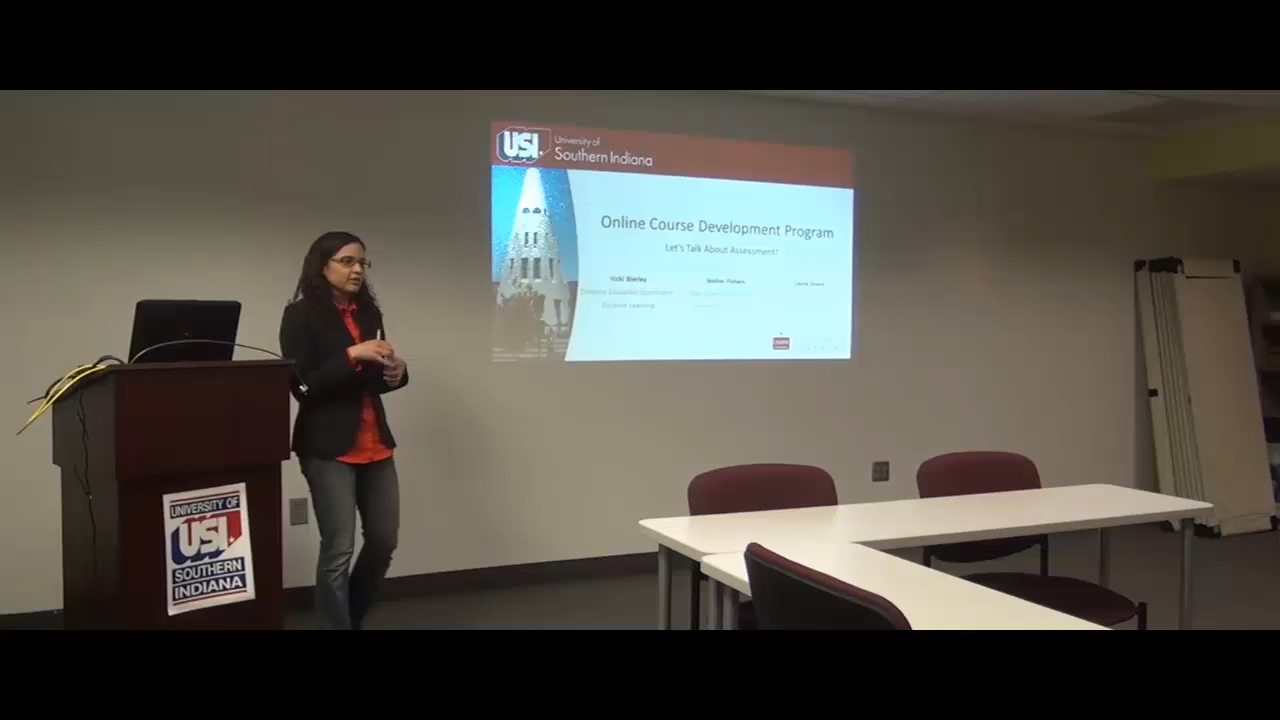 USI
University of
Southern Indiana
Online Course Development Program
Let's Talk About Assessment!
Vicki Bierley
Distance Learning
UNIVERSITY OF
USI
SOUTHERN
INDIANA